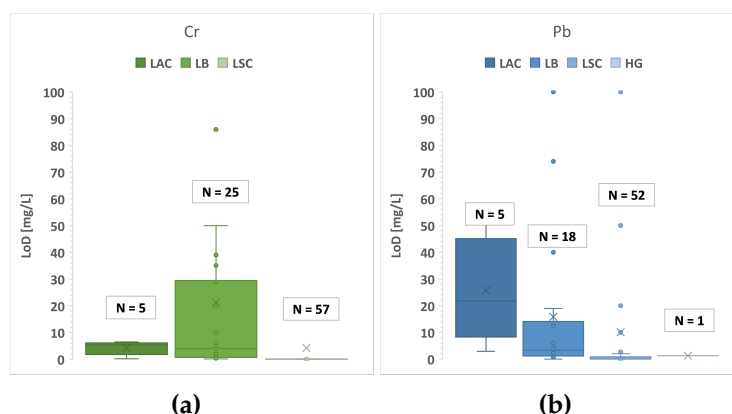 Cr
LAC LB LSC
LoD [mg/L]
100
90
80
70
60
50
40
30
20
10
0
N = 5
N = 25
N = 57
(a)
Pb
LAC LB LSC HG
LoD [mg/L]
100
90
80
70
60
50
40
30
20
10
0
N = 5
N = 18
N = 52
N = 1
(b)